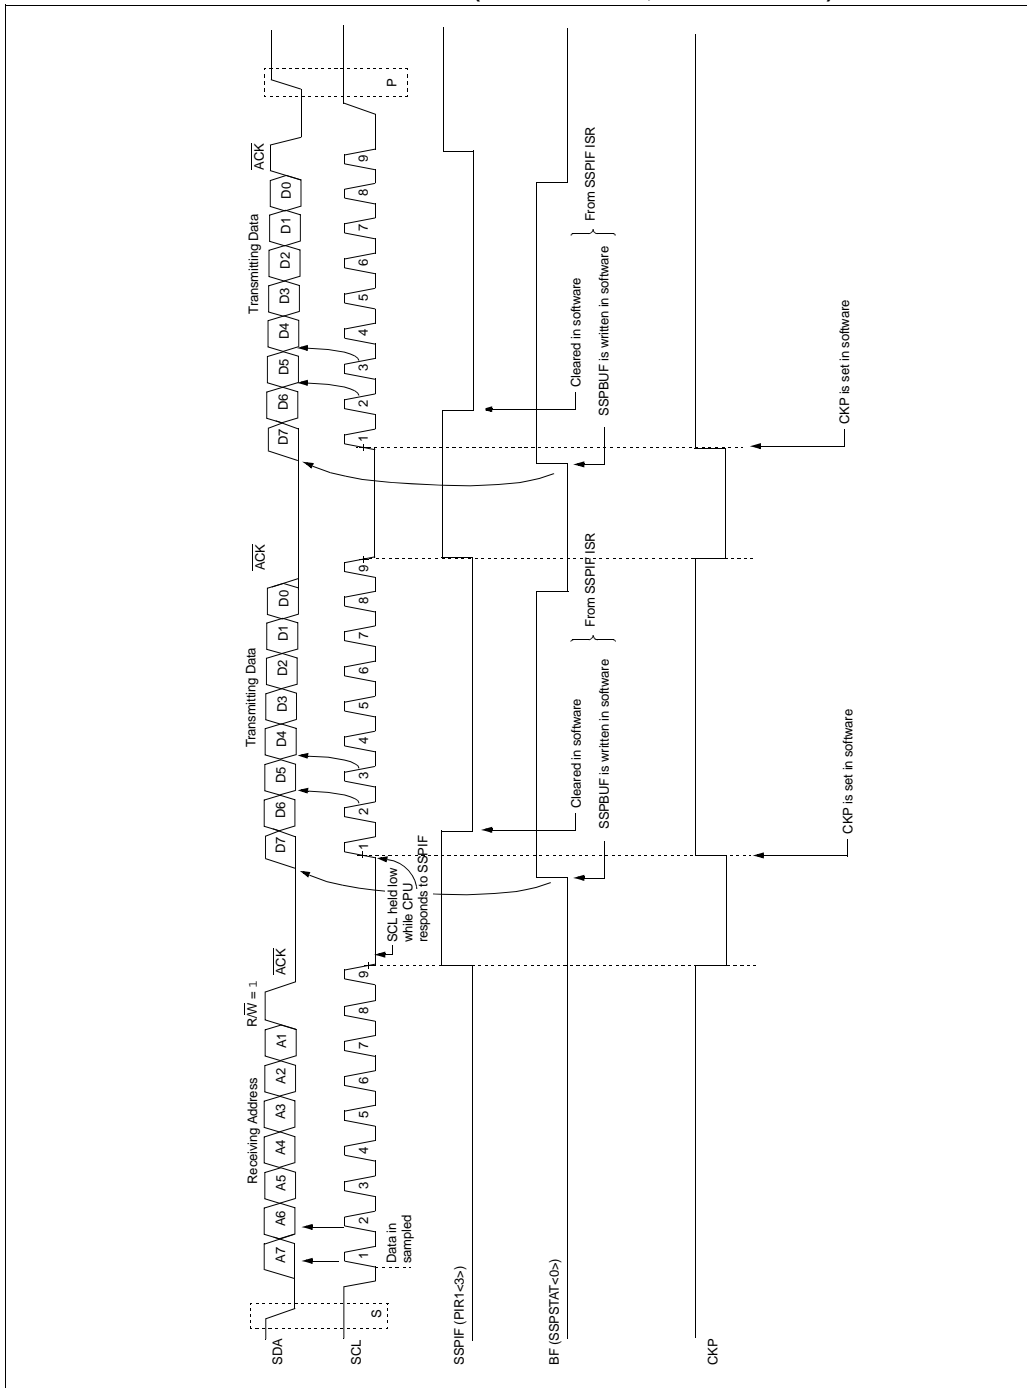 Receiving Address
R/W = 1
ACK
Transmitting Data
ACK
Transmitting Data
ACK
SDA
A7 A6 A5 A4 A3 A2 A1
D7 D6 D5 D4 D3 D2 D1 D0
D7 D6 D5 D4 D3 D2 D1 D0
SCL
S
1 2 3 4 5 6 7 8 9
1 2 3 4 5 6 7 8 9
1 2 3 4 5 6 7 8 9
P
Data in
sampled
SCL held low
while CPU
responds to SSPIF
SSPIF (PIR1<3>)
BF (SSPSTAT<0>)
Cleared in software
From SSPIF ISR
SSPBUF is written in software
Cleared in software
From SSPIF ISR
SSPBUF is written in software
CKP
CKP is set in software
CKP is set in software